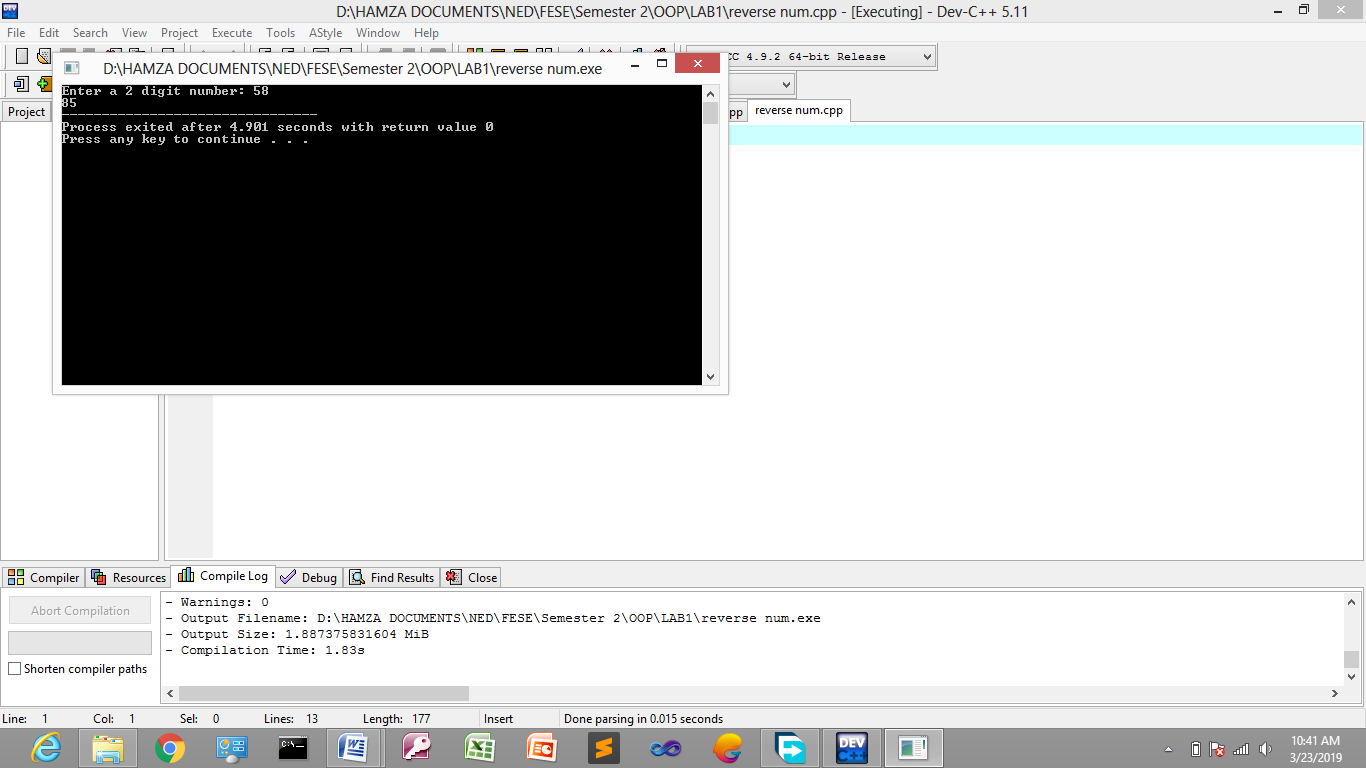 D:\HAMZA DOCUMENTS\NED\FESE\Semester 2\OOP\LAB1\reverse num.cpp - [Executing] - Dev-C++ 5.11
File Edit Search View Project Execute Tools AStyle Window Help
CC 4.9.2 64-bit Release
D:\HAMZA DOCUMENTS\NED\FESE\Semester 2\OOP\LAB1\reverse num.exe
Enter a 2 digit number: 58
85
--------------------------------
Process exited after 4.901 seconds with return value 0
Press any key to continue . . .
Project
pp reverse num.cpp
Compiler Resources Compile Log Debug Find Results Close
Abort Compilation
Shorten compiler paths
- Warnings: 0
- Output Filename: D:\HAMZA DOCUMENTS\NED\FESE\Semester 2\OOP\LAB1\reverse num.exe
- Output Size: 1.887375831604 MiB
- Compilation Time: 1.83s
Line: 1 Col: 1 Sel: 0 Lines: 13 Length: 177 Insert Done parsing in 0.015 seconds
DEV C++
10:41 AM
3/23/2019